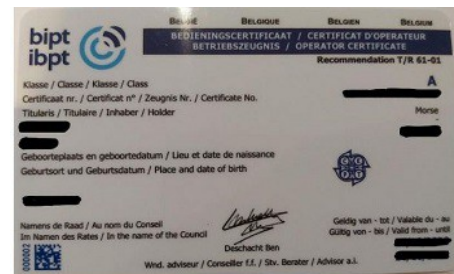 BELGIË BELGIQUE BELGIEN BELGIUM
bipt
ibpt
BEDIENINGSCERTIFICAAT / CERTIFICAT D'OPERATEUR
BETRIEBSZEUGNIS / OPERATOR CERTIFICATE
Recommendation T/R 61-01
Klasse / Classe / Klasse / Class A
Certificaat nr. / Certificat n° / Zeugnis Nr. / Certificate No.
Titularis / Titulaire / Inhaber / Holder Morse
Geboorteplaats en geboortedatum / Lieu et date de naissance
Geburtsort und Geburtsdatum / Place and date of birth
CEPT
Namens de Raad / Au nom du Conseil
Im Namen des Rates / In the name of the Council
Geldig van - tot / Valable du - au
Gültig von - bis / Valid from - until
Deschacht Ben
Wnd. adviseur / Conseiller f.f. / Stv. Berater / Advisor a.i.
000002